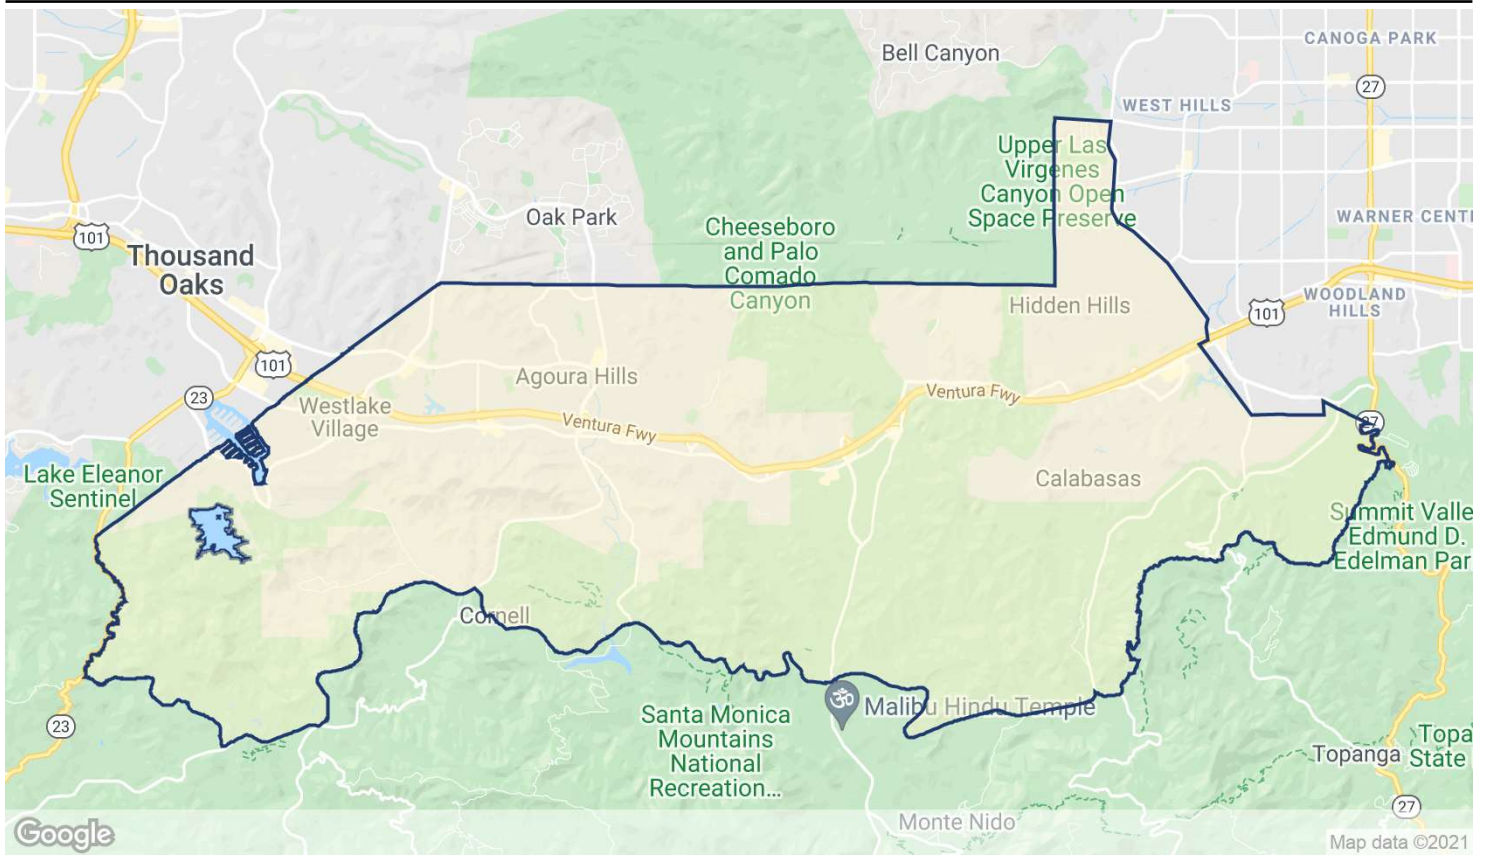 Bell Canyon
CANOGA PARK
27
WEST HILLS
Upper Las
Virgenes
Canyon Open
Space Preserve
Oak Park
Cheeseboro
and Palo
Comado
Canyon
WARNER CENT
101
Thousand
Oaks
Hidden Hills
WOODLAND
HILLS
101
101
Agoura Hills
Ventura Fwy
23
Westlake
Village
Ventura Fwy
27
Lake Eleanor
Sentinel
Calabasas
Summit Valle
Edmund D.
Edelman Par
Cornell
ॐ
Malibu Hindu Temple
Santa Monica
Mountains
National
Recreation...
23
Topanga
Topa
State
27
Monte Nido
Google
Map data ©2021